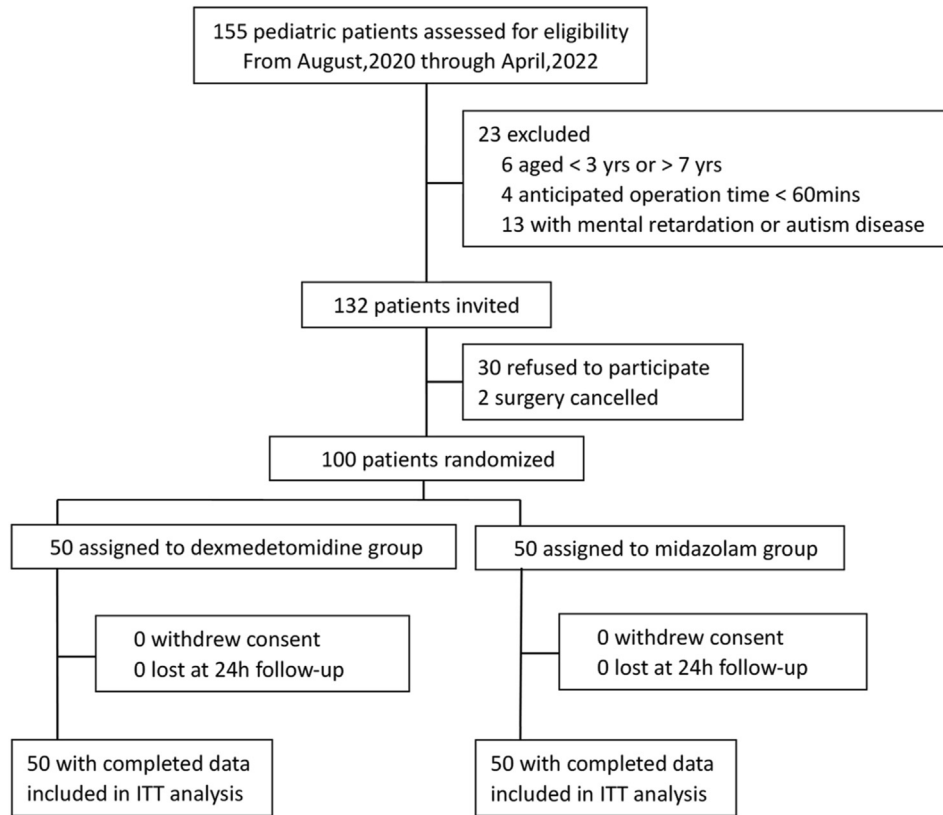 155 pediatric patients assessed for eligibility
From August,2020 through April,2022
23 excluded
6 aged < 3 yrs or > 7 yrs
4 anticipated operation time < 60mins
13 with mental retardation or autism disease
132 patients invited
30 refused to participate
2 surgery cancelled
100 patients randomized
50 assigned to dexmedetomidine group
50 assigned to midazolam group
0 withdrew consent
0 lost at 24h follow-up
0 withdrew consent
0 lost at 24h follow-up
50 with completed data
included in ITT analysis
50 with completed data
included in ITT analysis